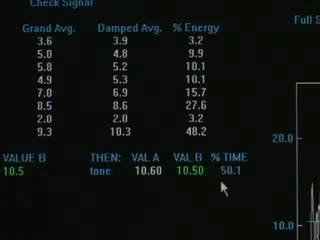 Check Signal
Full S
Grand Avg. Damped Avg. % Energy
3.6 3.9 3.2
5.0 4.8 9.9
5.8 5.2 10.1
4.9 5.3 10.1
7.0 6.9 15.7
8.5 8.6 27.6
2.0 2.0 3.2
9.3 10.3 48.2
20.0
VALUE B THEN: VAL A VAL B % TIME
10.5 tone 10.60 10.50 50.1
10.0